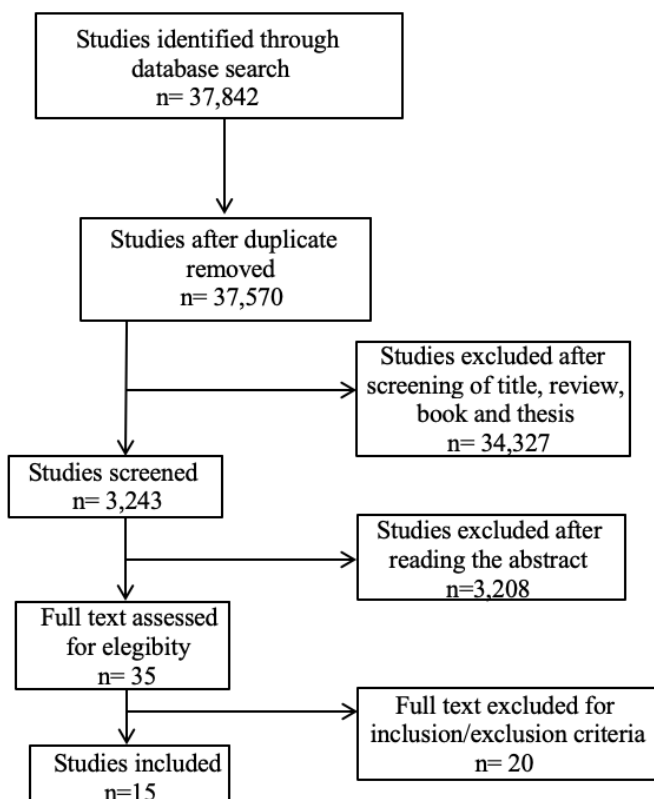 Studies identified through
database search
n= 37,842
Studies after duplicate
removed
n= 37,570
Studies excluded after
screening of title, review,
book and thesis
n= 34,327
Studies screened
n= 3,243
Studies excluded after
reading the abstract
n=3,208
Full text assessed
for elegibity
n= 35
Full text excluded for
inclusion/exclusion criteria
n= 20
Studies included
n=15